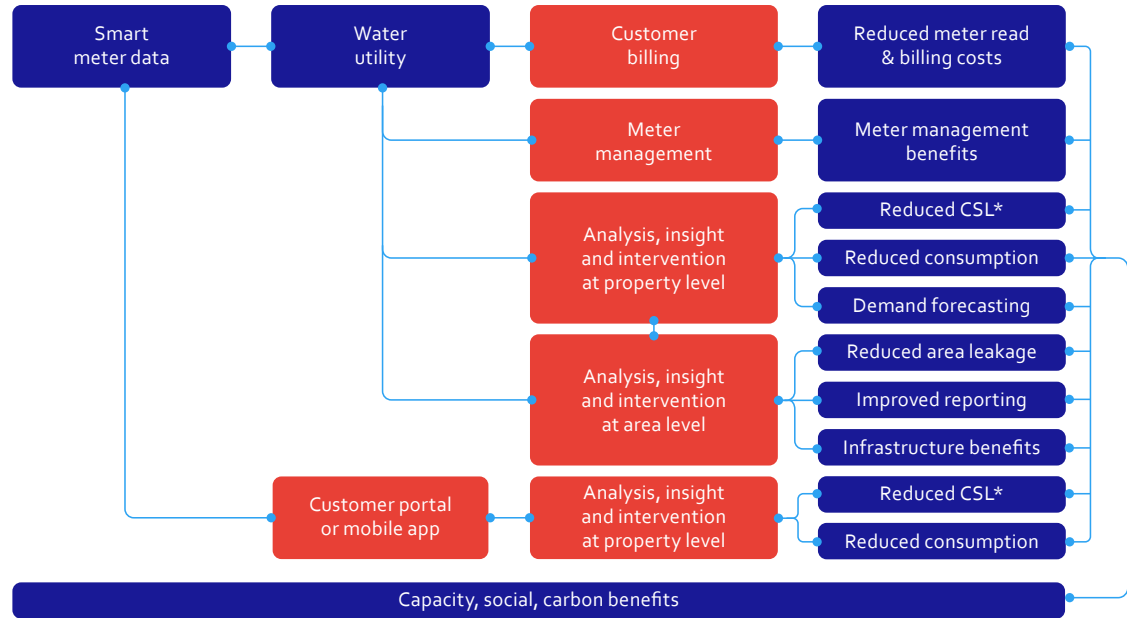 Smart
meter data
Water
utility
Customer
billing
Reduced meter read
& billing costs
Meter
management
Meter management
benefits
Analysis, insight
and intervention
at property level
Reduced CSL*
Reduced consumption
Demand forecasting
Analysis, insight
and intervention
at area level
Reduced area leakage
Improved reporting
Infrastructure benefits
Customer portal
or mobile app
Analysis, insight
and intervention
at property level
Reduced CSL*
Reduced consumption
Capacity, social, carbon benefits